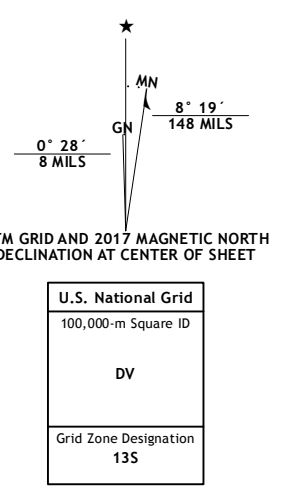 ★
MN
8° 19´
148 MILS
GN
0° 28´
8 MILS
TM GRID AND 2017 MAGNETIC NORTH
DECLINATION AT CENTER OF SHEET
U.S. National Grid
100,000-m Square ID
DV
Grid Zone Designation
13S